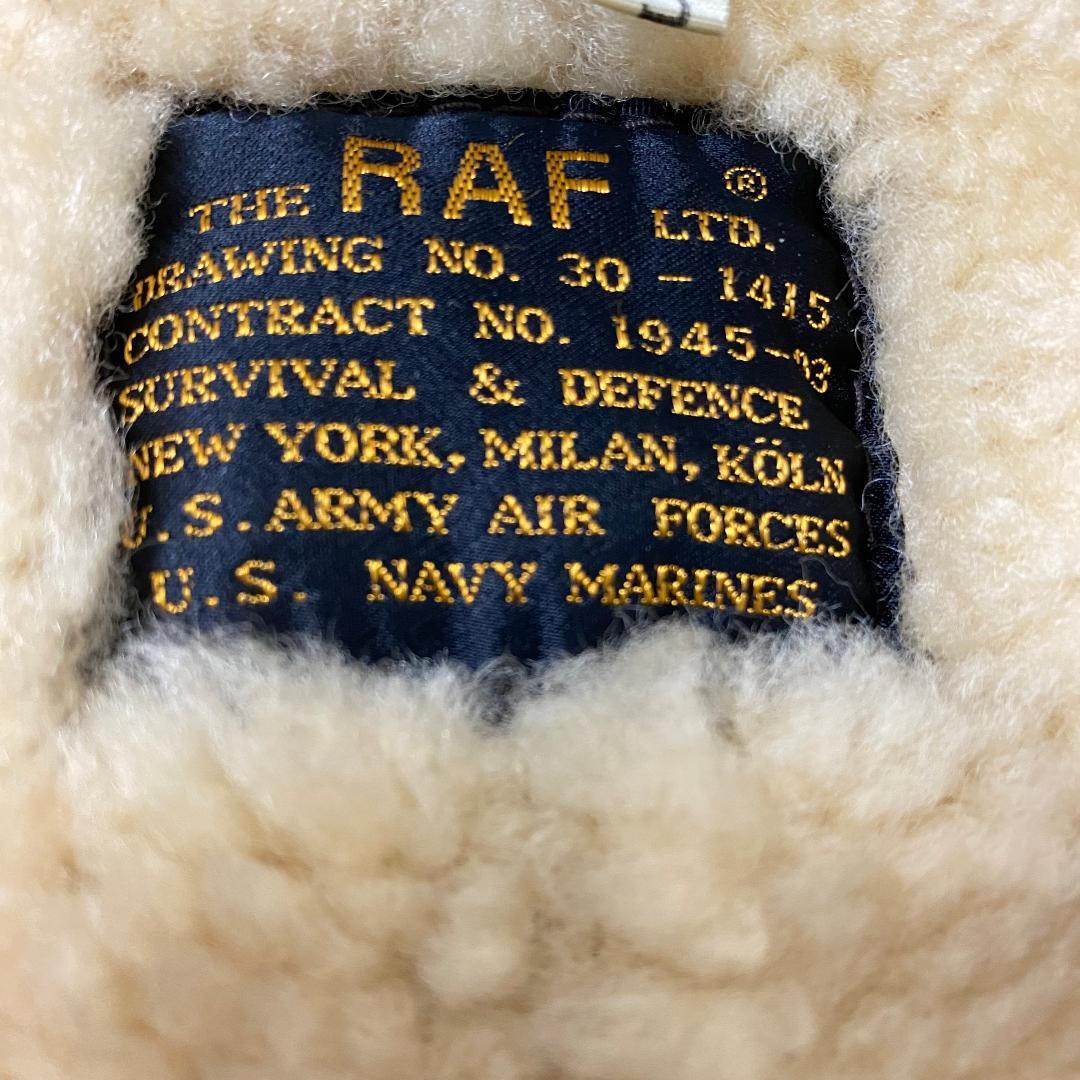 THE RAF LTD. ®
DRAWING NO. 30 - 1415
CONTRACT NO. 1945-93
SURVIVAL & DEFENCE
NEW YORK, MILAN, KÖLN
U.S. ARMY AIR FORCES
U.S. NAVY MARINES